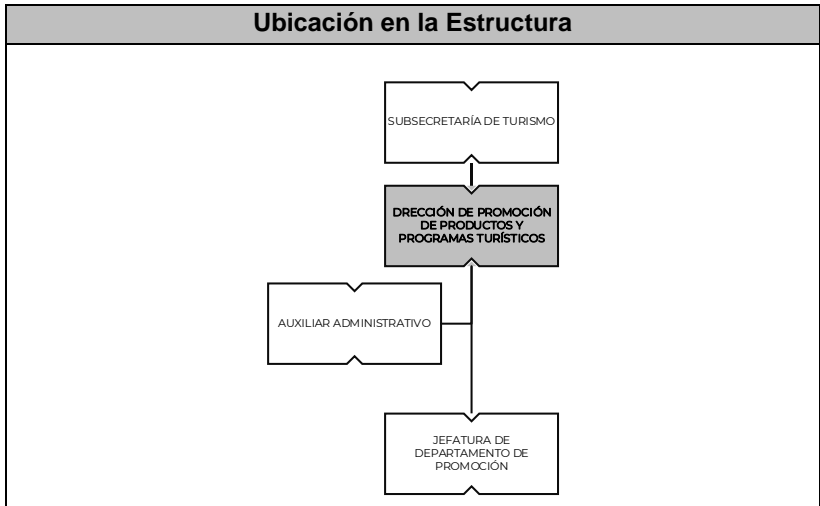 Ubicación en la Estructura
SUBSECRETARÍA DE TURISMO
DRECCIÓN DE PROMOCIÓN
DE PRODUCTOS Y
PROGRAMAS TURÍSTICOS
AUXILIAR ADMINISTRATIVO
JEFATURA DE
DEPARTAMENTO DE
PROMOCIÓN